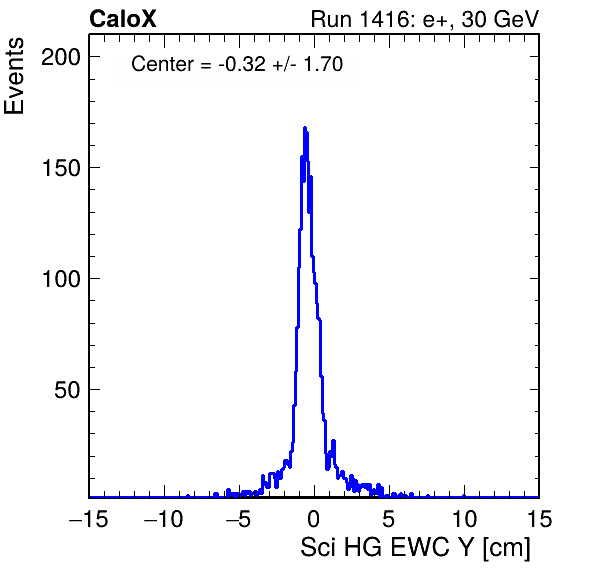 CaloX Run 1416: e+, 30 GeV
Center = -0.32 +/- 1.70
Events
200
150
100
50
−15 −10 −5 0 5 10 15
Sci HG EWC Y [cm]